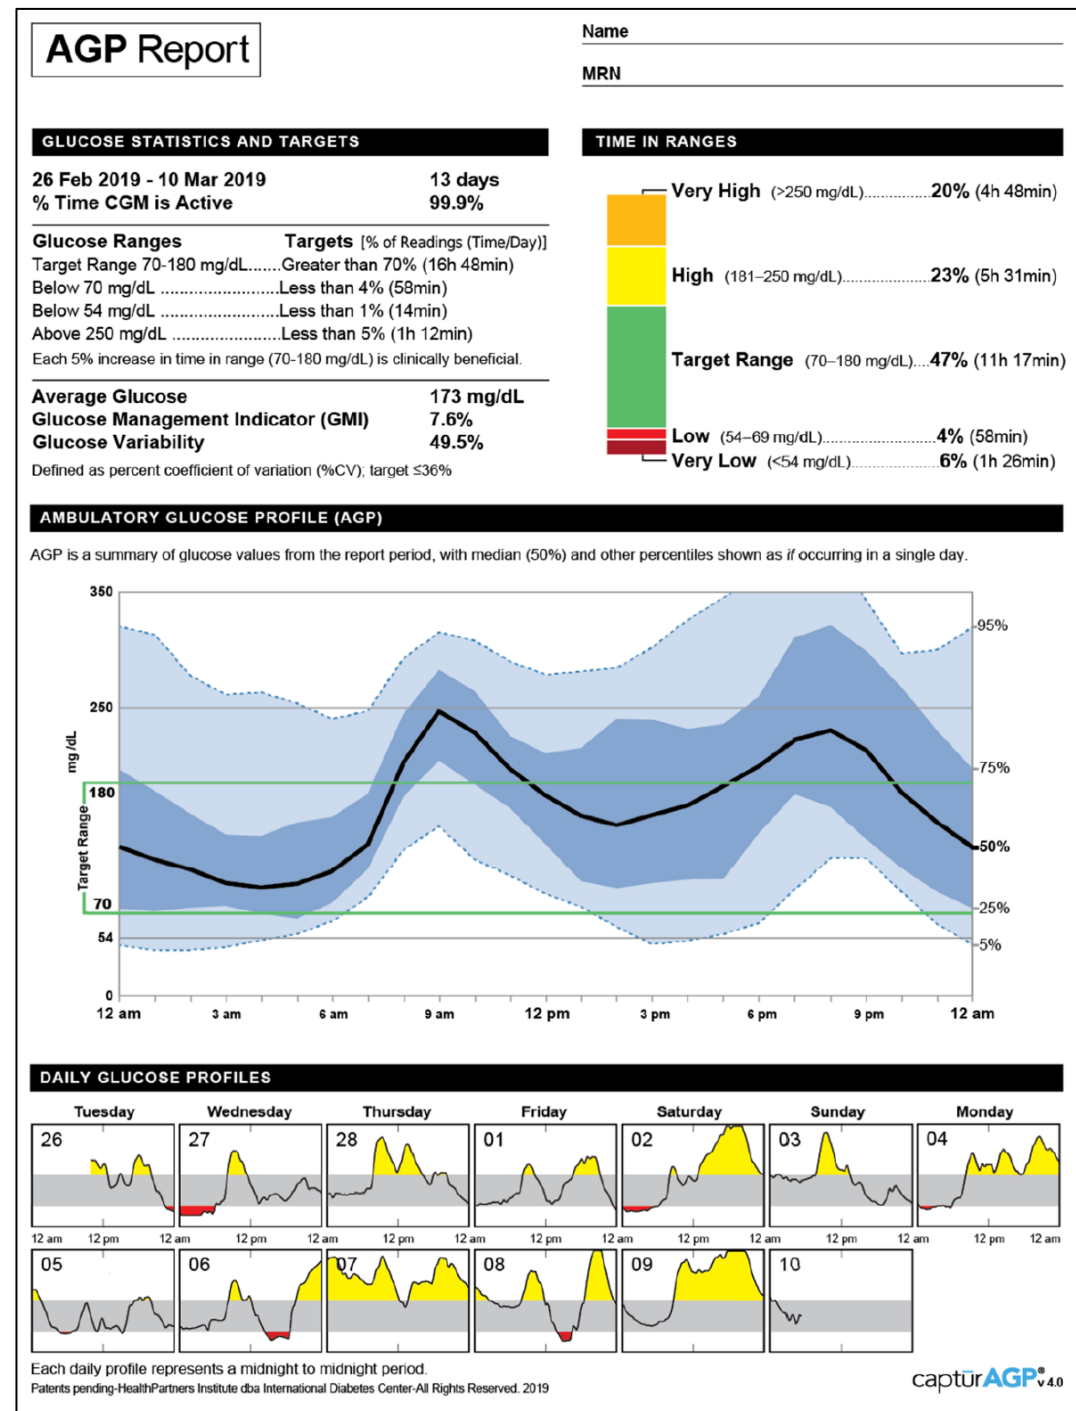 AGP Report
Name
MRN
GLUCOSE STATISTICS AND TARGETS
26 Feb 2019 - 10 Mar 2019 13 days
% Time CGM is Active 99.9%
Glucose Ranges Targets [% of Readings (Time/Day)]
Target Range 70-180 mg/dL.......Greater than 70% (16h 48min)
Below 70 mg/dL ..........................Less than 4% (58min)
Below 54 mg/dL ..........................Less than 1% (14min)
Above 250 mg/dL ........................Less than 5% (1h 12min)
Each 5% increase in time in range (70-180 mg/dL) is clinically beneficial.
Average Glucose 173 mg/dL
Glucose Management Indicator (GMI) 7.6%
Glucose Variability 49.5%
Defined as percent coefficient of variation (%CV); target ≤36%
TIME IN RANGES
Very High (>250 mg/dL)...............20% (4h 48min)
High (181–250 mg/dL)....................23% (5h 31min)
Target Range (70–180 mg/dL)....47% (11h 17min)
Low (54–69 mg/dL).........................4% (58min)
Very Low (<54 mg/dL)....................6% (1h 26min)
AMBULATORY GLUCOSE PROFILE (AGP)
AGP is a summary of glucose values from the report period, with median (50%) and other percentiles shown as if occurring in a single day.
350
95%
250
mg/dL
75%
180
Target Range
50%
70
25%
54
5%
0
12 am 3 am 6 am 9 am 12 pm 3 pm 6 pm 9 pm 12 am
DAILY GLUCOSE PROFILES
Tuesday Wednesday Thursday Friday Saturday Sunday Monday
26 27 28 01 02 03 04
12 am 12 pm 12 am 12 pm 12 am 12 pm 12 am 12 pm 12 am 12 pm 12 am 12 pm 12 am 12 pm 12 am
05 06 07 08 09 10
Each daily profile represents a midnight to midnight period.
Patents pending-HealthPartners Institute dba International Diabetes Center-All Rights Reserved. 2019
captūrAGP® v 4.0